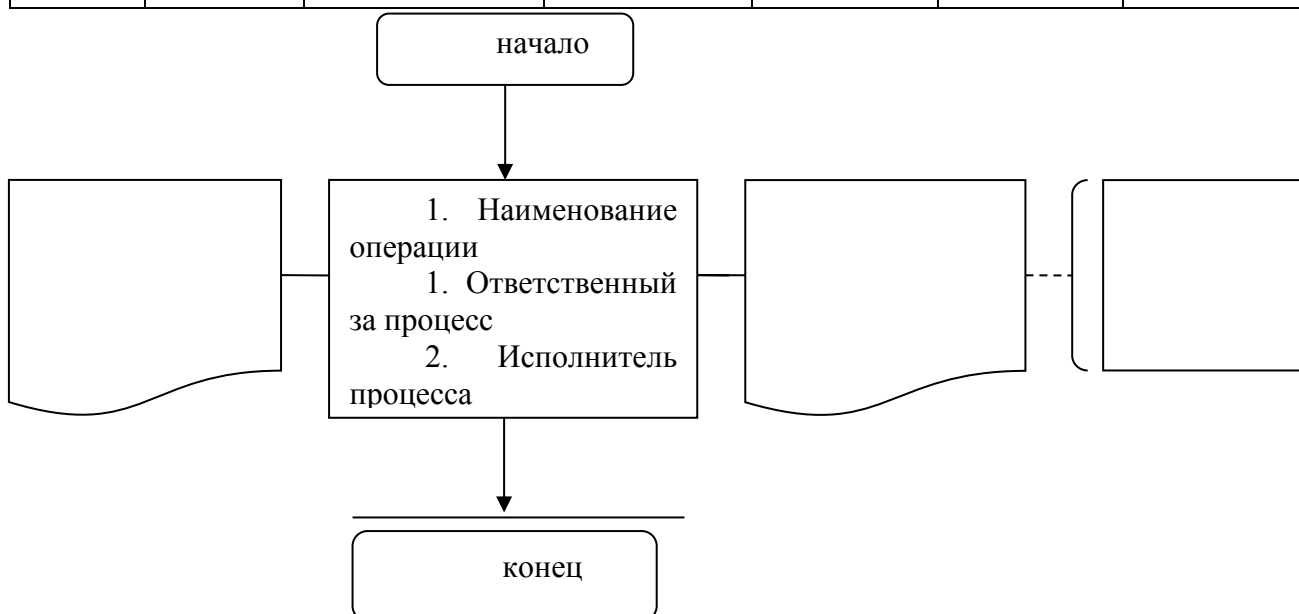 начало
1. Наименование
операции
1. Ответственный
за процесс
2. Исполнитель
процесса
конец